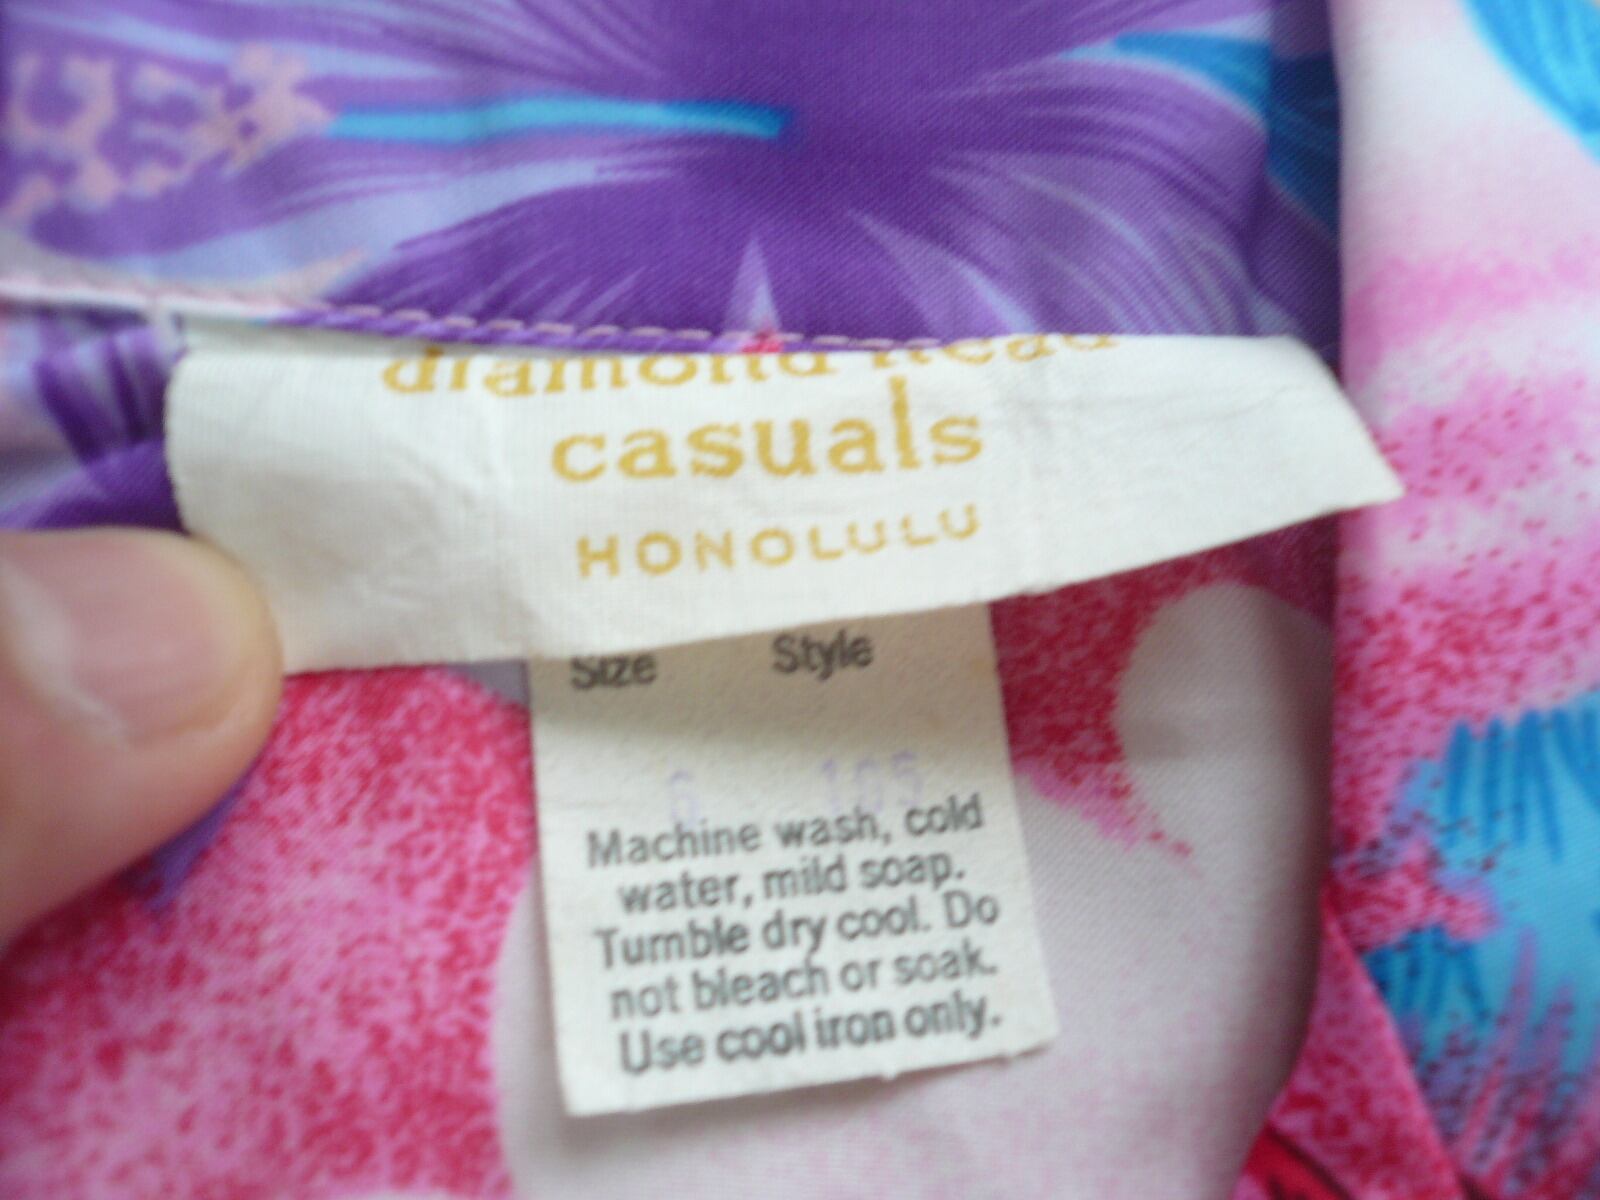 diamond head
casuals
HONOLULU
Size Style
6 165
Machine wash, cold
water, mild soap.
Tumble dry cool. Do
not bleach or soak.
Use cool iron only.